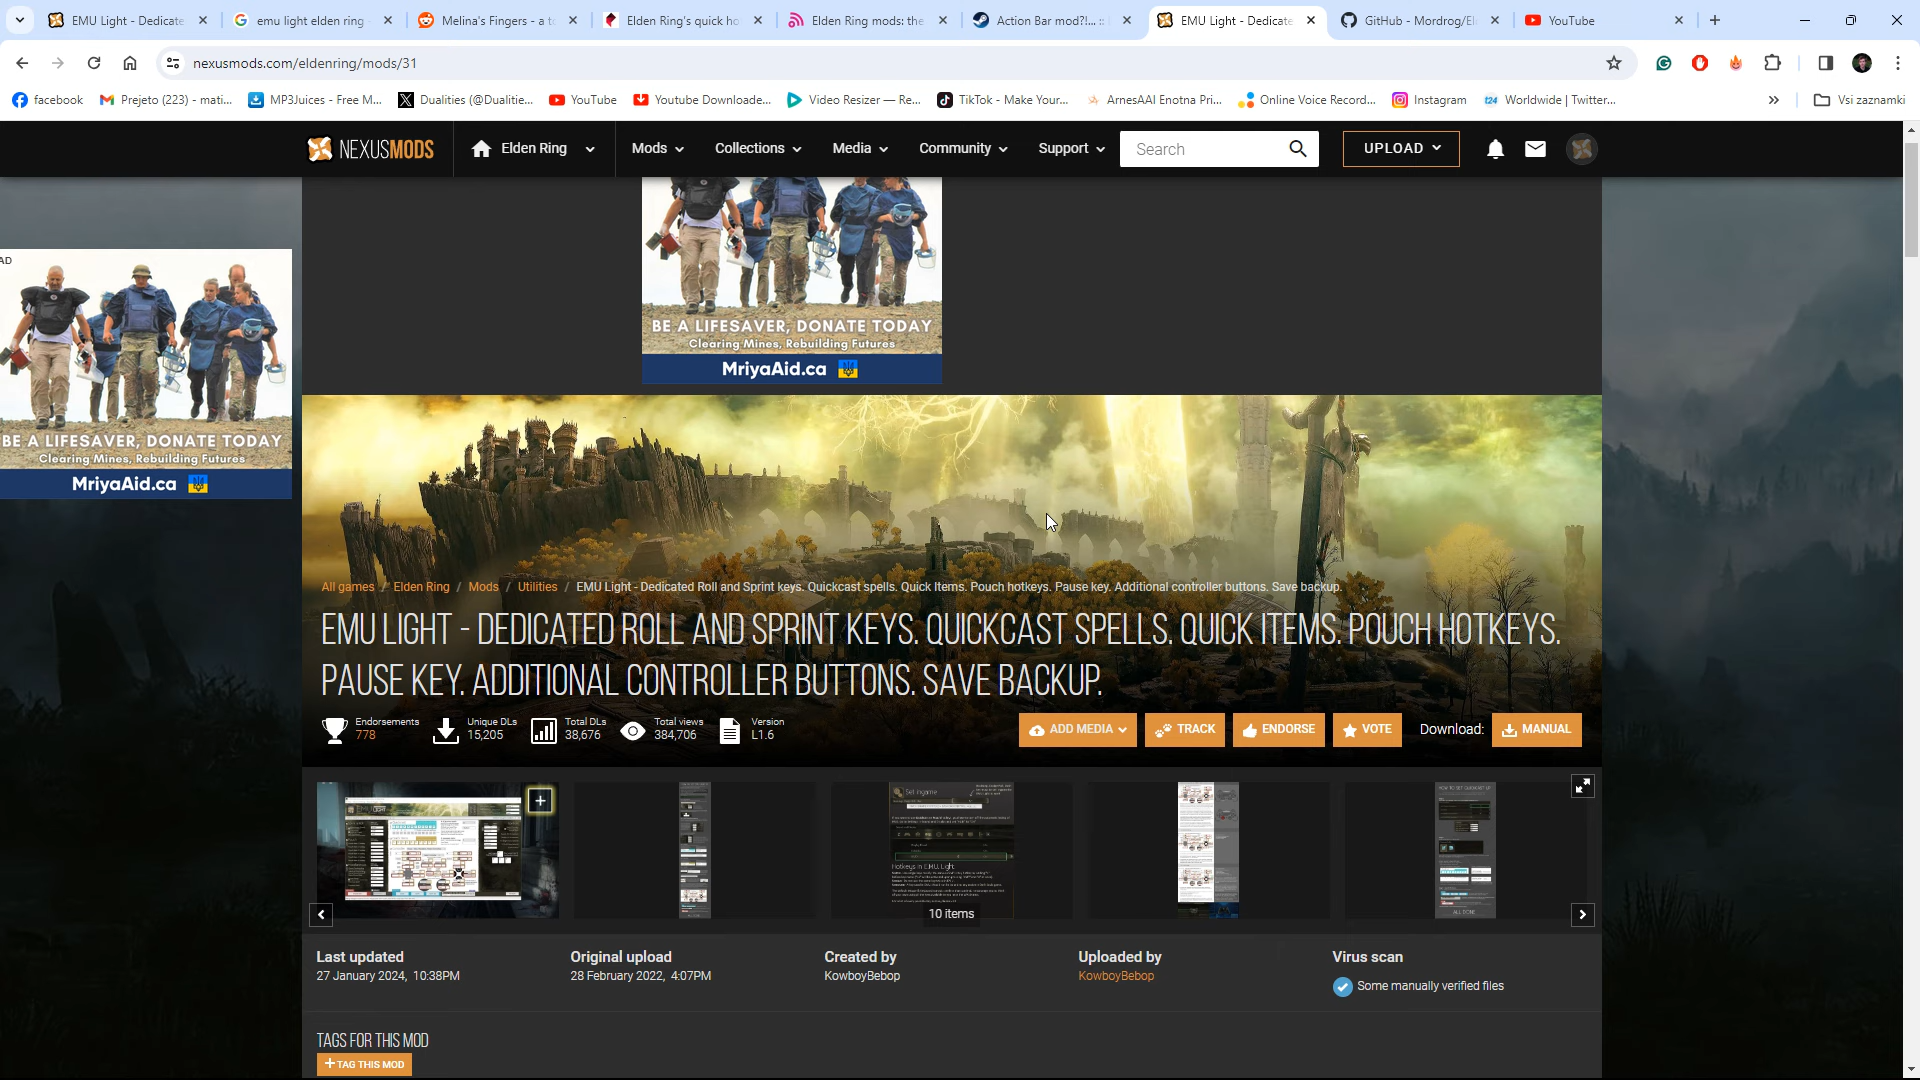 EMU Light - Dedicate
emu light elden ring
Melina's Fingers - a to
Elden Ring's quick ho
Elden Ring mods: the
Action Bar mod?!... ::
EMU Light - Dedicate
GitHub - Mordrog/El
YouTube
nexusmods.com/eldenring/mods/31
facebook
Prejeto (223) - mati...
MP3Juices - Free M...
Dualities (@Dualitie...
YouTube
Youtube Downloade...
Video Resizer — Re...
TikTok - Make Your...
ArnesAAI Enotna Pri...
Online Voice Record...
Instagram
Worldwide | Twitter...
Vsi zaznamki
NEXUSMODS
Elden Ring
Mods
Collections
Media
Community
Support
Search
UPLOAD
AD
BE A LIFESAVER, DONATE TODAY
Clearing Mines, Rebuilding Futures
MriyaAid.ca
BE A LIFESAVER, DONATE TODAY
Clearing Mines, Rebuilding Futures
MriyaAid.ca
All games / Elden Ring / Mods / Utilities / EMU Light - Dedicated Roll and Sprint keys. Quickcast spells. Quick Items. Pouch hotkeys. Pause key. Additional controller buttons. Save backup.
EMU LIGHT - DEDICATED ROLL AND SPRINT KEYS. QUICKCAST SPELLS. QUICK ITEMS. POUCH HOTKEYS.
PAUSE KEY. ADDITIONAL CONTROLLER BUTTONS. SAVE BACKUP.
Endorsements
778
Unique DLs
15,205
Total DLs
38,676
Total views
384,706
Version
L1.6
ADD MEDIA
TRACK
ENDORSE
VOTE
Download:
MANUAL
Set Ingame
Hotkeys in E.M.U. Light
ALL DONE
10 items
Last updated
27 January 2024, 10:38PM
Original upload
28 February 2022, 4:07PM
Created by
KowboyBebop
Uploaded by
KowboyBebop
Virus scan
Some manually verified files
TAGS FOR THIS MOD
TAG THIS MOD